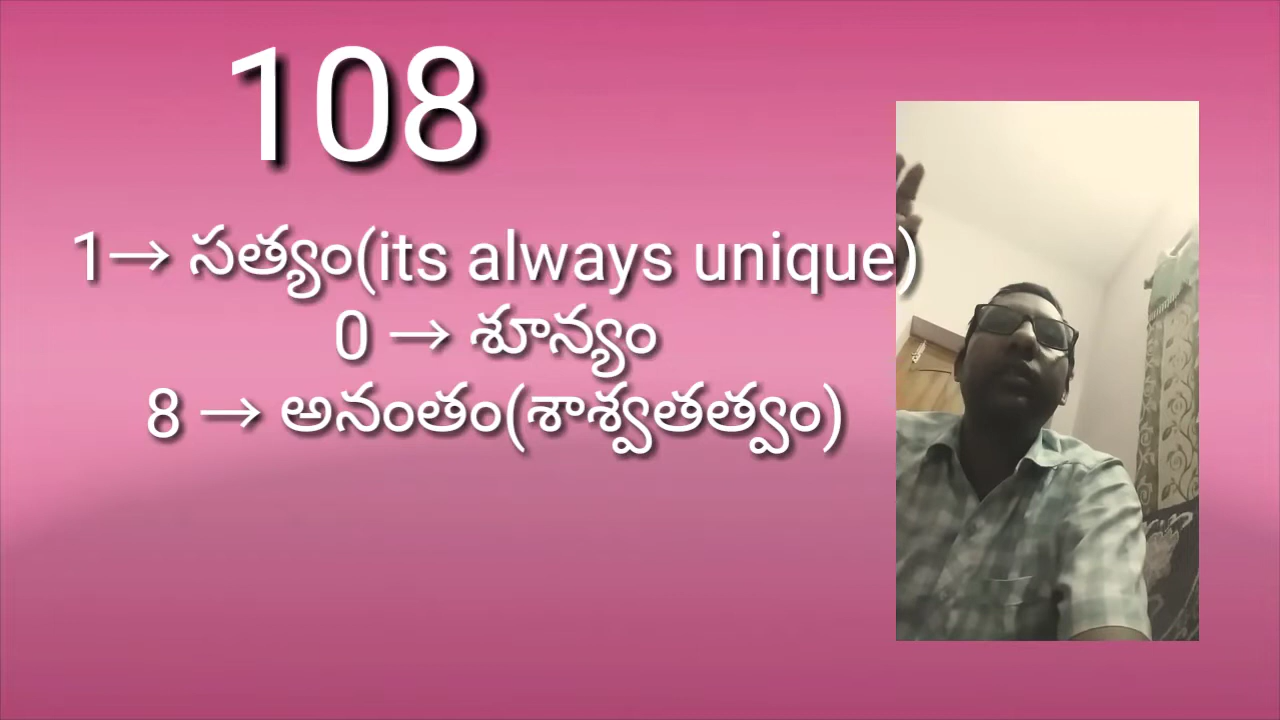 108
1→ సత్యం(its always unique)
0 → శూన్యం
8 → అనంతం(శాశ్వతత్వం)